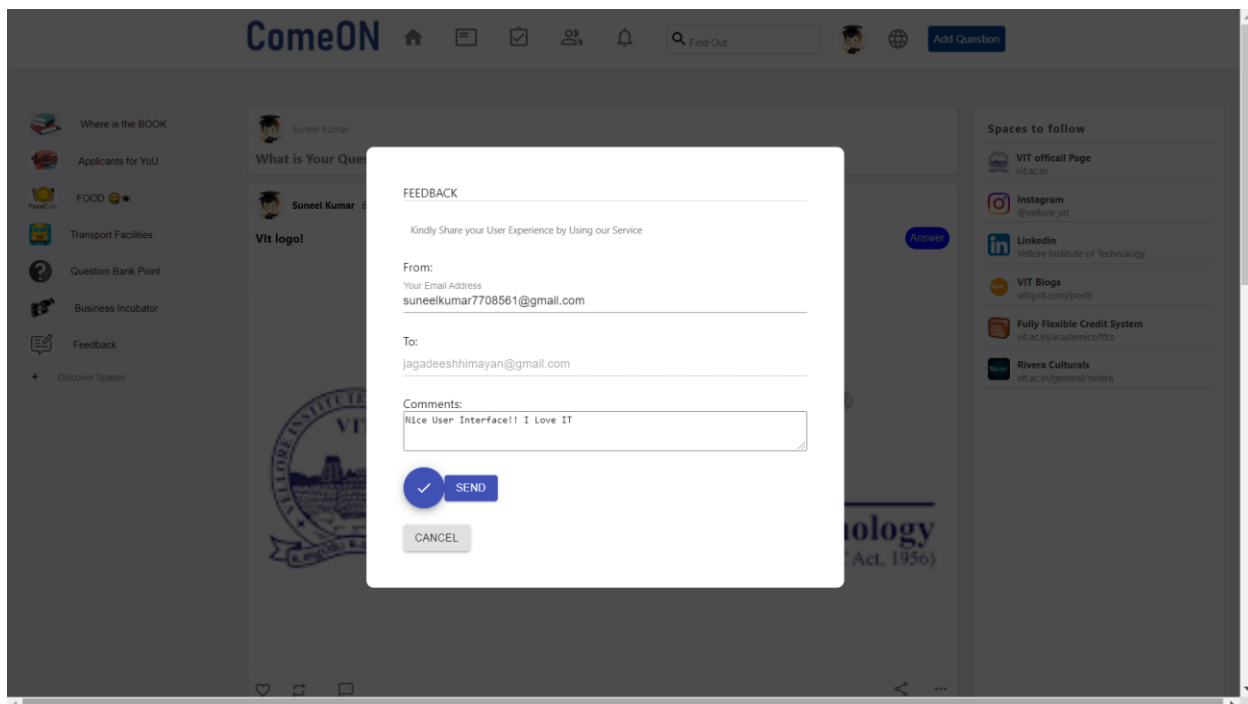 ComeON
Find Out
Add Question
Where is the BOOK
Applicants for YoU
FOOD
Transport Facilities
Question Bank Point
Business Incubator
Feedback
+ Discover Spaces
Suneel Kumar
What is Your Ques
Suneel Kumar
VIt logo!
Answer
VIT
nology
Act, 1956)
FEEDBACK
Kindly Share your User Experience by Using our Service
From:
Your Email Address
suneelkumar7708561@gmail.com
To:
jagadeeshhimayan@gmail.com
Comments:
Nice User Interface!! I Love IT
SEND
CANCEL
Spaces to follow
VIT officail Page
vit.ac.in
Instagram
@vellore_vit
Linkedin
Vellore Institute of Technology
VIT Blogs
vitspot.com/posts
Fully Flexible Credit System
vit.ac.in/academics/ffcs
Rivera Culturals
vit.ac.in/general/riviera